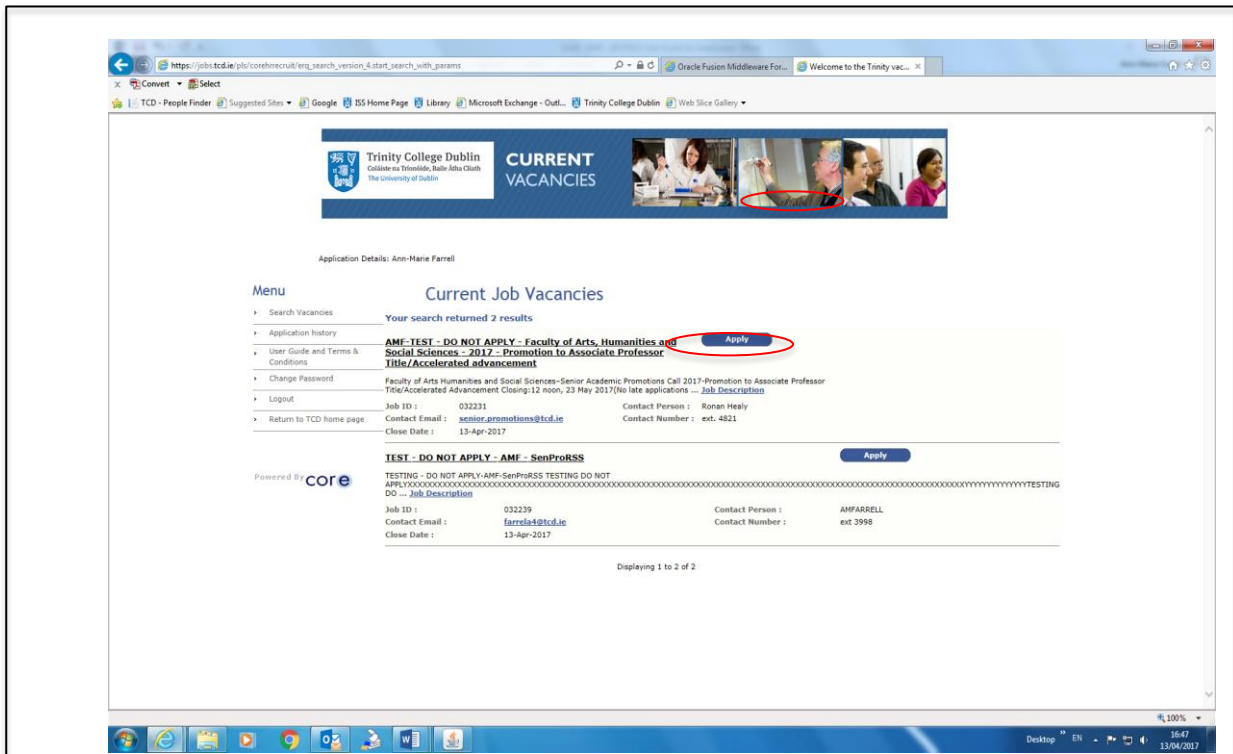 https://jobs.tcd.ie/pls/corehrrecruit/erq_search_version_4.start_search_with_params
Oracle Fusion Middleware For...
Welcome to the Trinity vac...
x Convert Select
TCD - People Finder Suggested Sites Google ISS Home Page Library Microsoft Exchange - Outl... Trinity College Dublin Web Slice Gallery
Trinity College Dublin
Coláiste na Tríonóide, Baile Átha Cliath
The University of Dublin
CURRENT
VACANCIES
Application Details: Ann-Marie Farrell
Menu
Search Vacancies
Application history
User Guide and Terms &
Conditions
Change Password
Logout
Return to TCD home page
Powered By core
Current Job Vacancies
Your search returned 2 results
AMF-TEST - DO NOT APPLY - Faculty of Arts, Humanities and
Social Sciences - 2017 - Promotion to Associate Professor
Title/Accelerated advancement
Apply
Faculty of Arts Humanities and Social Sciences-Senior Academic Promotions Call 2017-Promotion to Associate Professor
Title/Accelerated Advancement Closing:12 noon, 23 May 2017(No late applications ... Job Description
Job ID : 032231 Contact Person : Ronan Healy
Contact Email : senior.promotions@tcd.ie Contact Number : ext. 4821
Close Date : 13-Apr-2017
TEST - DO NOT APPLY - AMF - SenProRSS
Apply
TESTING - DO NOT APPLY-AMF-SenProRSS TESTING DO NOT
DO ... Job Description
Job ID : 032239 Contact Person : AMFARRELL
Contact Email : farrela4@tcd.ie Contact Number : ext 3998
Close Date : 13-Apr-2017
Displaying 1 to 2 of 2
100%
Desktop EN 16:47
13/04/2017